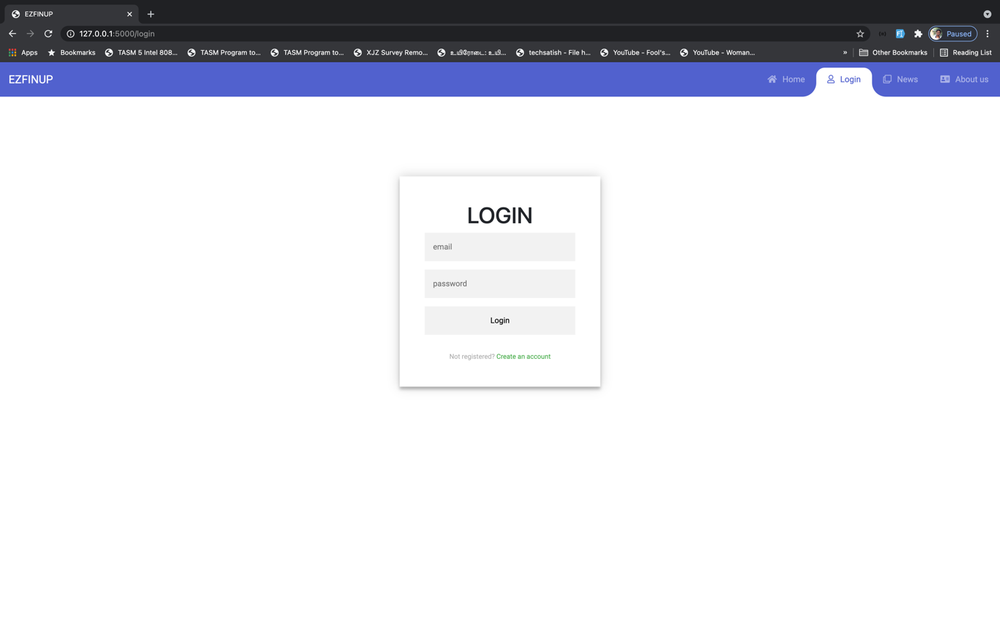 EZFINUP
127.0.0.1:5000/login
Paused
Apps Bookmarks TASM 5 Intel 808... TASM Program to... TASM Program to... XJZ Survey Remo... உயிரோடை: உயி... techsatish - File h... YouTube - Fool's... YouTube - Woman... » Other Bookmarks Reading List
EZFINUP Home Login News About us
LOGIN
email
password
Login
Not registered? Create an account